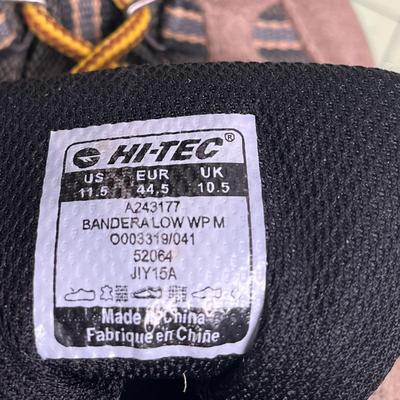 HI-TEC®
US EUR UK
11.5 44.5 10.5
A243177
BANDERA LOW WP M
O003319/041
52064
JIY15A
Made in China
Fabriqué en Chine